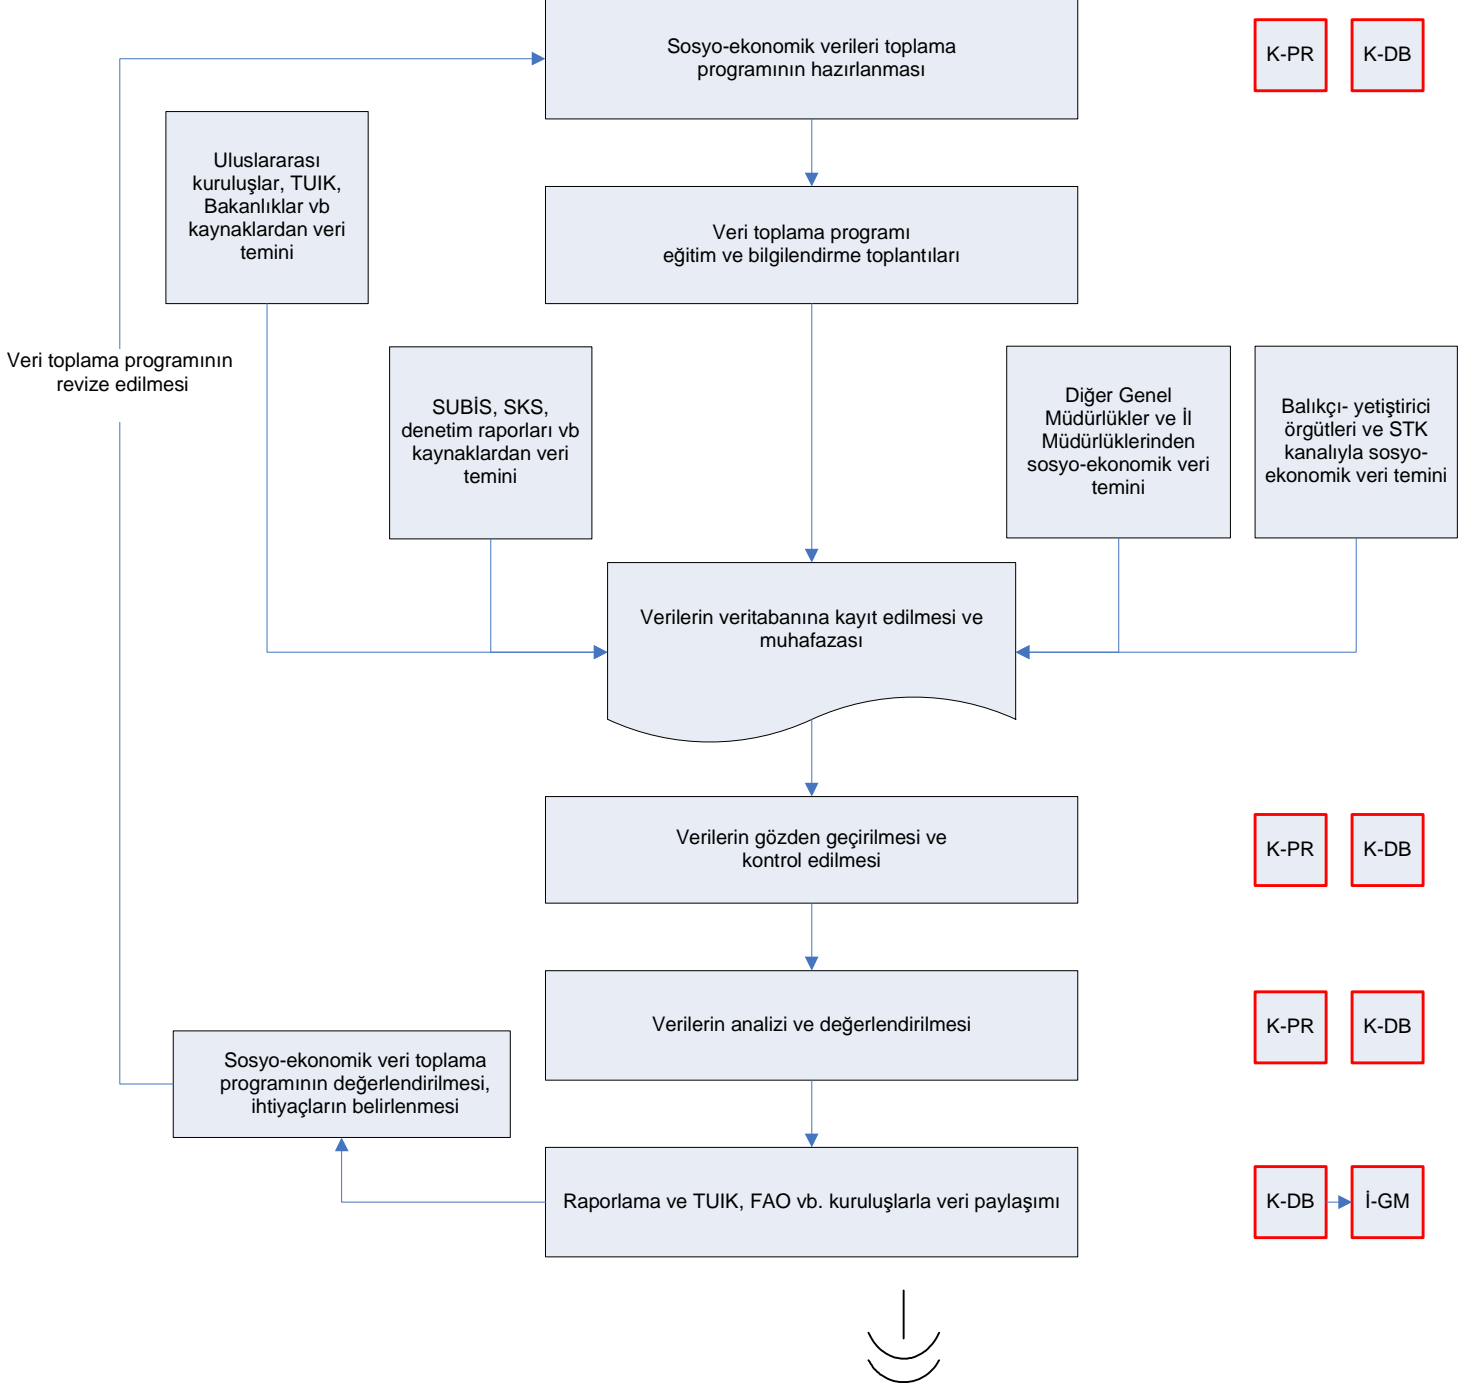 Sosyo-ekonomik verileri toplama
programının hazırlanması
K-PR
K-DB
Uluslararası
kuruluşlar, TUIK,
Bakanlıklar vb
kaynaklardan veri
temini
Veri toplama programı
eğitim ve bilgilendirme toplantıları
Veri toplama programının
revize edilmesi
SUBİS, SKS,
denetim raporları vb
kaynaklardan veri
temini
Diğer Genel
Müdürlükler ve İl
Müdürlüklerinden
sosyo-ekonomik veri
temini
Balıkçı- yetiştirici
örgütleri ve STK
kanalıyla sosyo-
ekonomik veri temini
Verilerin veritabanına kayıt edilmesi ve
muhafazası
Verilerin gözden geçirilmesi ve
kontrol edilmesi
K-PR
K-DB
Verilerin analizi ve değerlendirilmesi
K-PR
K-DB
Sosyo-ekonomik veri toplama
programının değerlendirilmesi,
ihtiyaçların belirlenmesi
Raporlama ve TUIK, FAO vb. kuruluşlarla veri paylaşımı
K-DB
İ-GM